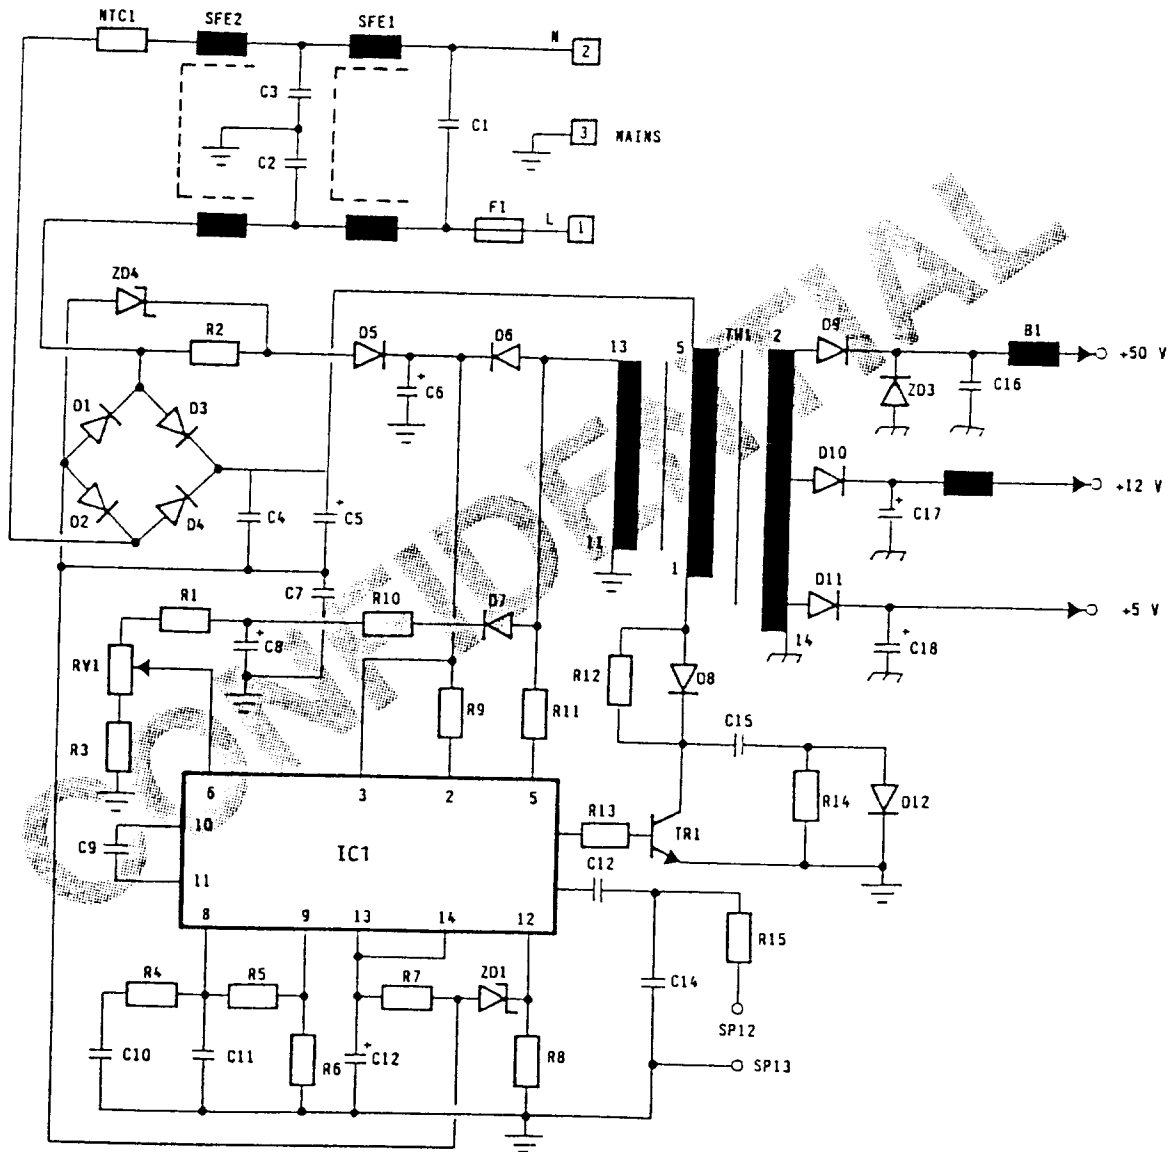 NTC1 SFE2 SFE1 N 2
C3 C1 3 MAINS
C2
F1 L 1
ZD4
R2 D5 D6 13 5 TW1 2 D9 B1 +50 V
C6 ZD3 C16
D1 D3
D10 +12 V
D2 D4 C4 C5 C17
11 1
D11 +5 V
R1 C7 R10 D7 14
C8 C18
RV1 R12 D8
R9 R11
R3 C15
6 3 2 5 R14 D12
10 R13 TR1
C9 IC1 C12
11
8 9 13 14 12 R15
R4 R5 R7 ZD1 C14
SP12
C10 C11 R6 C12 R8 SP13
CONFIDENTIAL